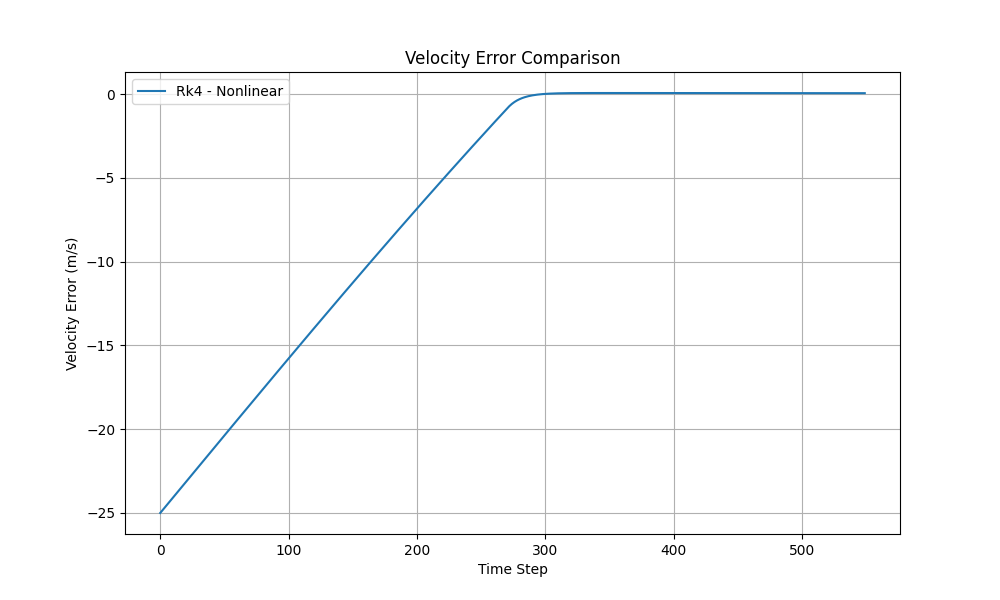 Velocity Error Comparison
Rk4 - Nonlinear
Velocity Error (m/s)
0
−5
−10
−15
−20
−25
0 100 200 300 400 500
Time Step